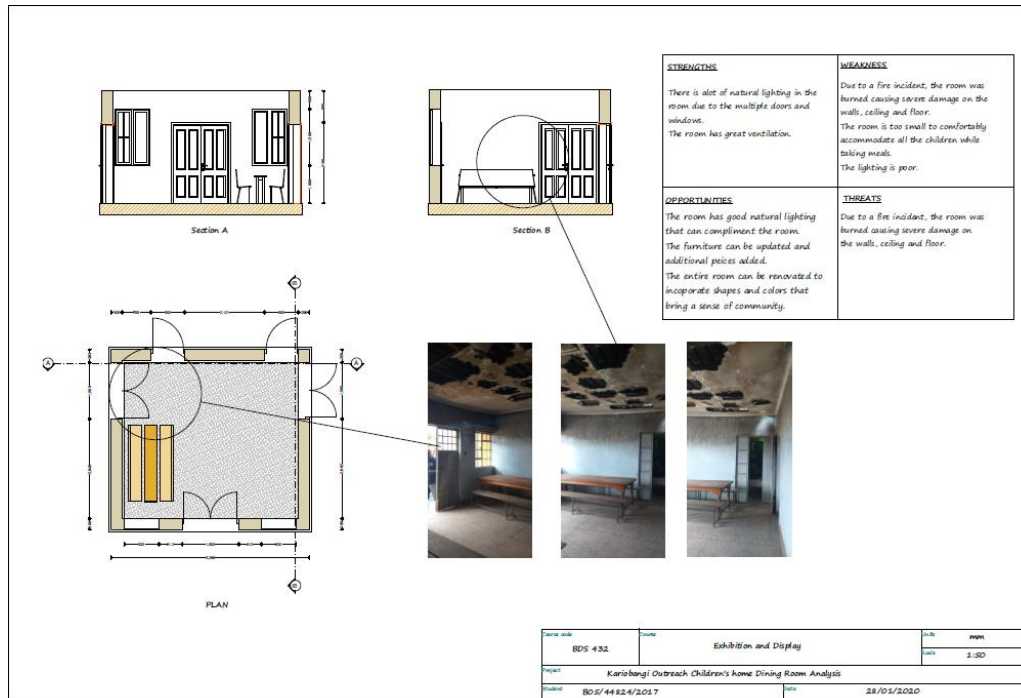 STRENGTHS
There is alot of natural lighting in the
room due to the multiple doors and
windows.
The room has great ventilation.
WEAKNESS
Due to a fire incident, the room was
burned causing severe damage on the
walls, ceiling and floor.
The room is too small to comfortably
accommodate all the children while
taking meals.
The lighting is poor.
OPPORTUNITIES
The room has good natural lighting
that can compliment the room.
The furniture can be updated and
additional peices added.
The entire room can be renovated to
incoporate shapes and colors that
bring a sense of community.
THREATS
Due to a fire incident, the room was
burned causing severe damage on
the walls, ceiling and floor.
Section A
Section B
A
A
PLAN
Course code
BDS 432
Course
Exhibition and Display
Units
mm
Scale
1:50
Project
Kariobangi Outreach Children's home Dining Room Analysis
Student
BDS/44824/2017
Date
28/01/2020